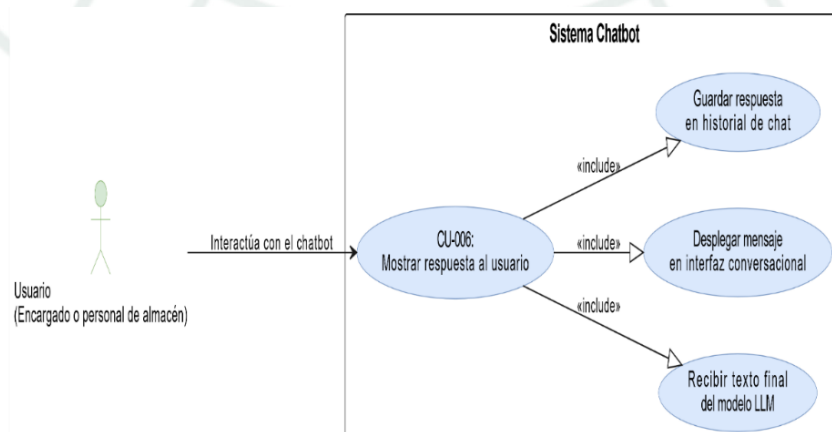 Sistema Chatbot
Guardar respuesta
en historial de chat
«include»
Interactúa con el chatbot
CU-006:
Mostrar respuesta al usuario
«include»
Desplegar mensaje
en interfaz conversacional
Usuario
(Encargado o personal de almacén)
«include»
Recibir texto final
del modelo LLM